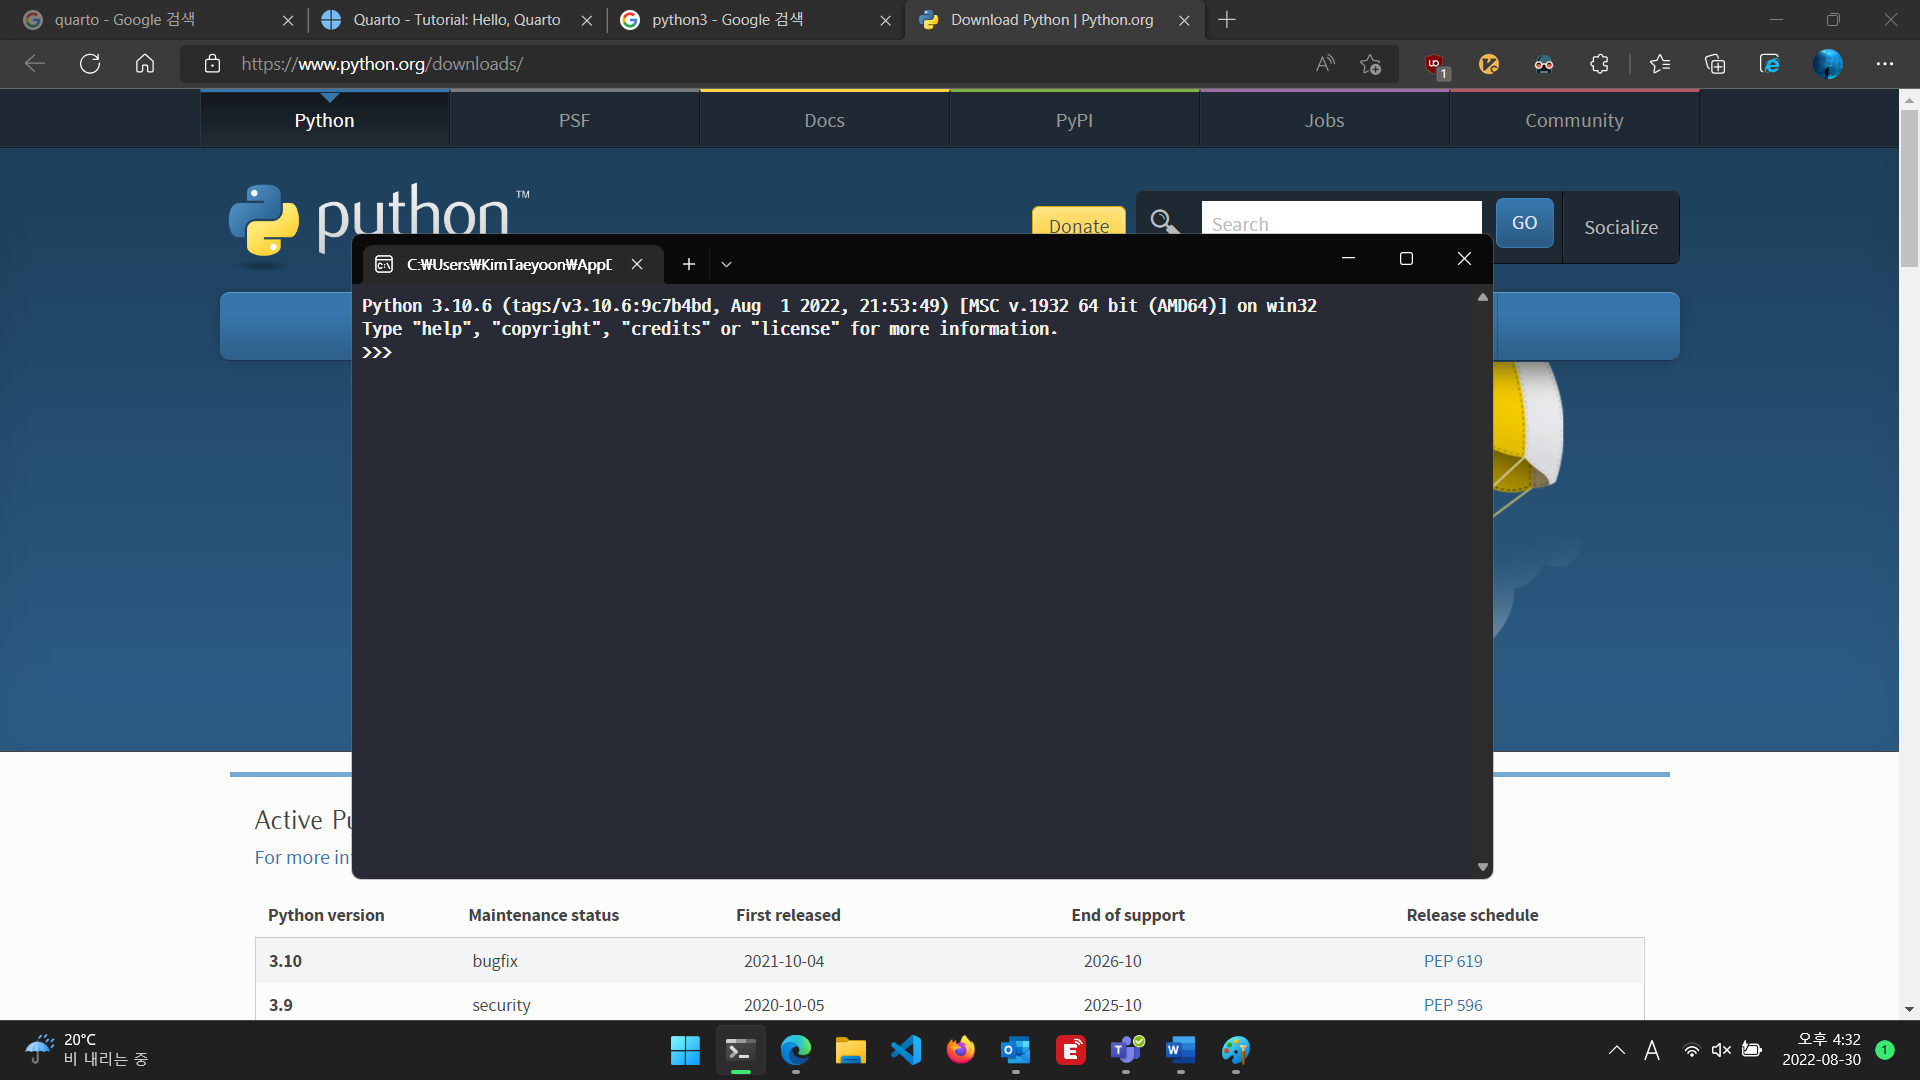 quarto - Google 검색
Quarto - Tutorial: Hello, Quarto
python3 - Google 검색
Download Python | Python.org
https://www.python.org/downloads/
1
Python
PSF
Docs
PyPI
Jobs
Community
python™
Donate
Search
GO
Socialize
C:₩Users₩KimTaeyoon₩AppD
Python 3.10.6 (tags/v3.10.6:9c7b4bd, Aug  1 2022, 21:53:49) [MSC v.1932 64 bit (AMD64)] on win32
Type "help", "copyright", "credits" or "license" for more information.
>>>
Active Py
For more in
Python version Maintenance status First released End of support Release schedule
3.10 bugfix 2021-10-04 2026-10 PEP 619
3.9 security 2020-10-05 2025-10 PEP 596
20°C
비 내리는 중
A
오후 4:32
2022-08-30
1